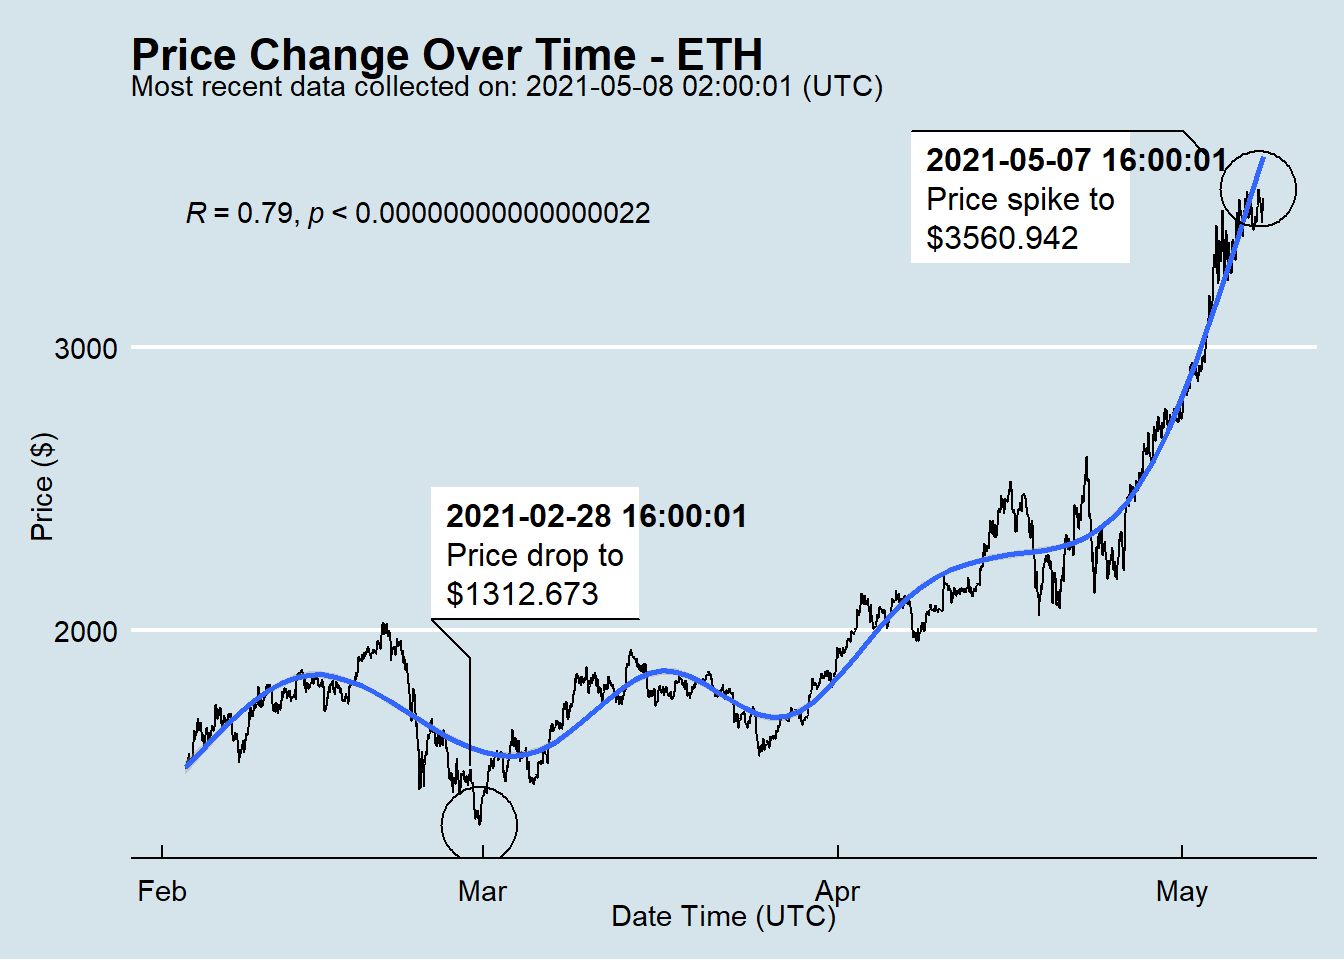 Price Change Over Time - ETH
Most recent data collected on: 2021-05-08 02:00:01 (UTC)
2021-05-07 16:00:01
Price spike to
$3560.942
R = 0.79, p < 0.00000000000000022
3000
Price ($)
2021-02-28 16:00:01
Price drop to
$1312.673
2000
Feb Mar Apr May
Date Time (UTC)